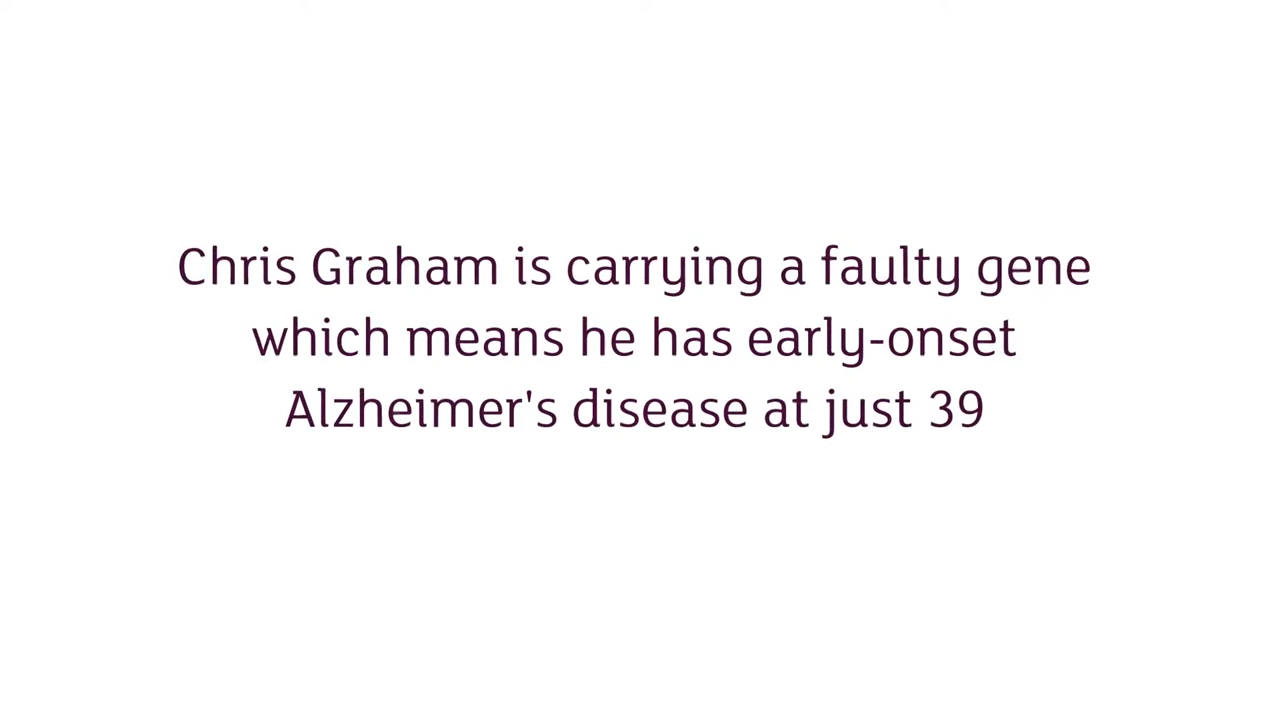 Chris Graham is carrying a faulty gene
which means he has early-onset
Alzheimer's disease at just 39